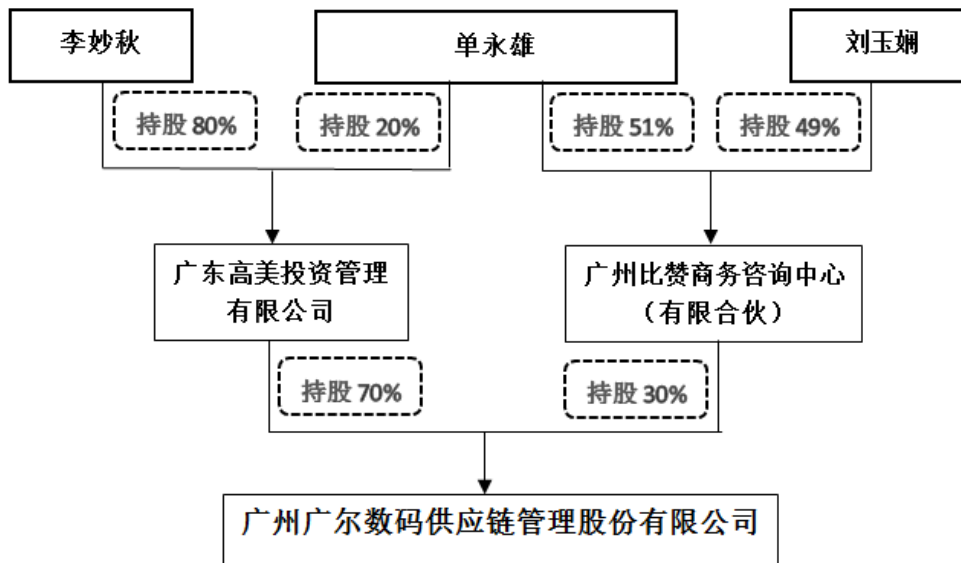 李妙秋
单永雄
刘玉娴
持股 80%
持股 20%
持股 51%
持股 49%
广东高美投资管理
有限公司
广州比赞商务咨询中心
（有限合伙）
持股 70%
持股 30%
广州广尔数码供应链管理股份有限公司